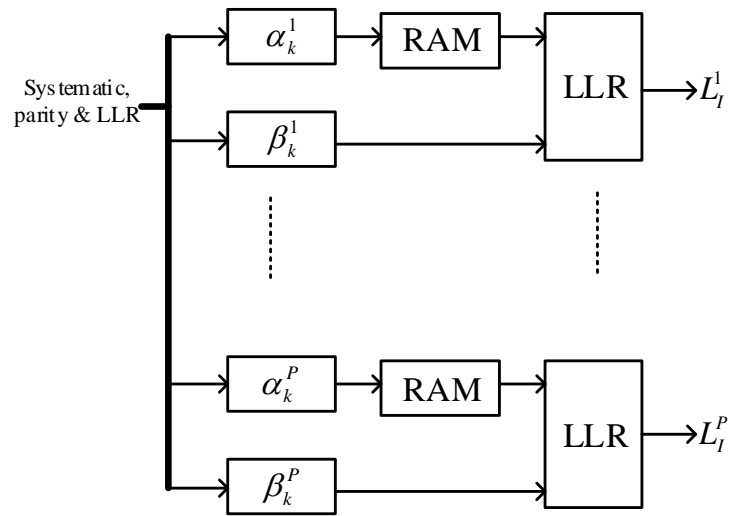 α_k^1
RAM
LLR
L_I^1
Systematic,
parity & LLR
β_k^1
α_k^P
RAM
LLR
L_I^P
β_k^P